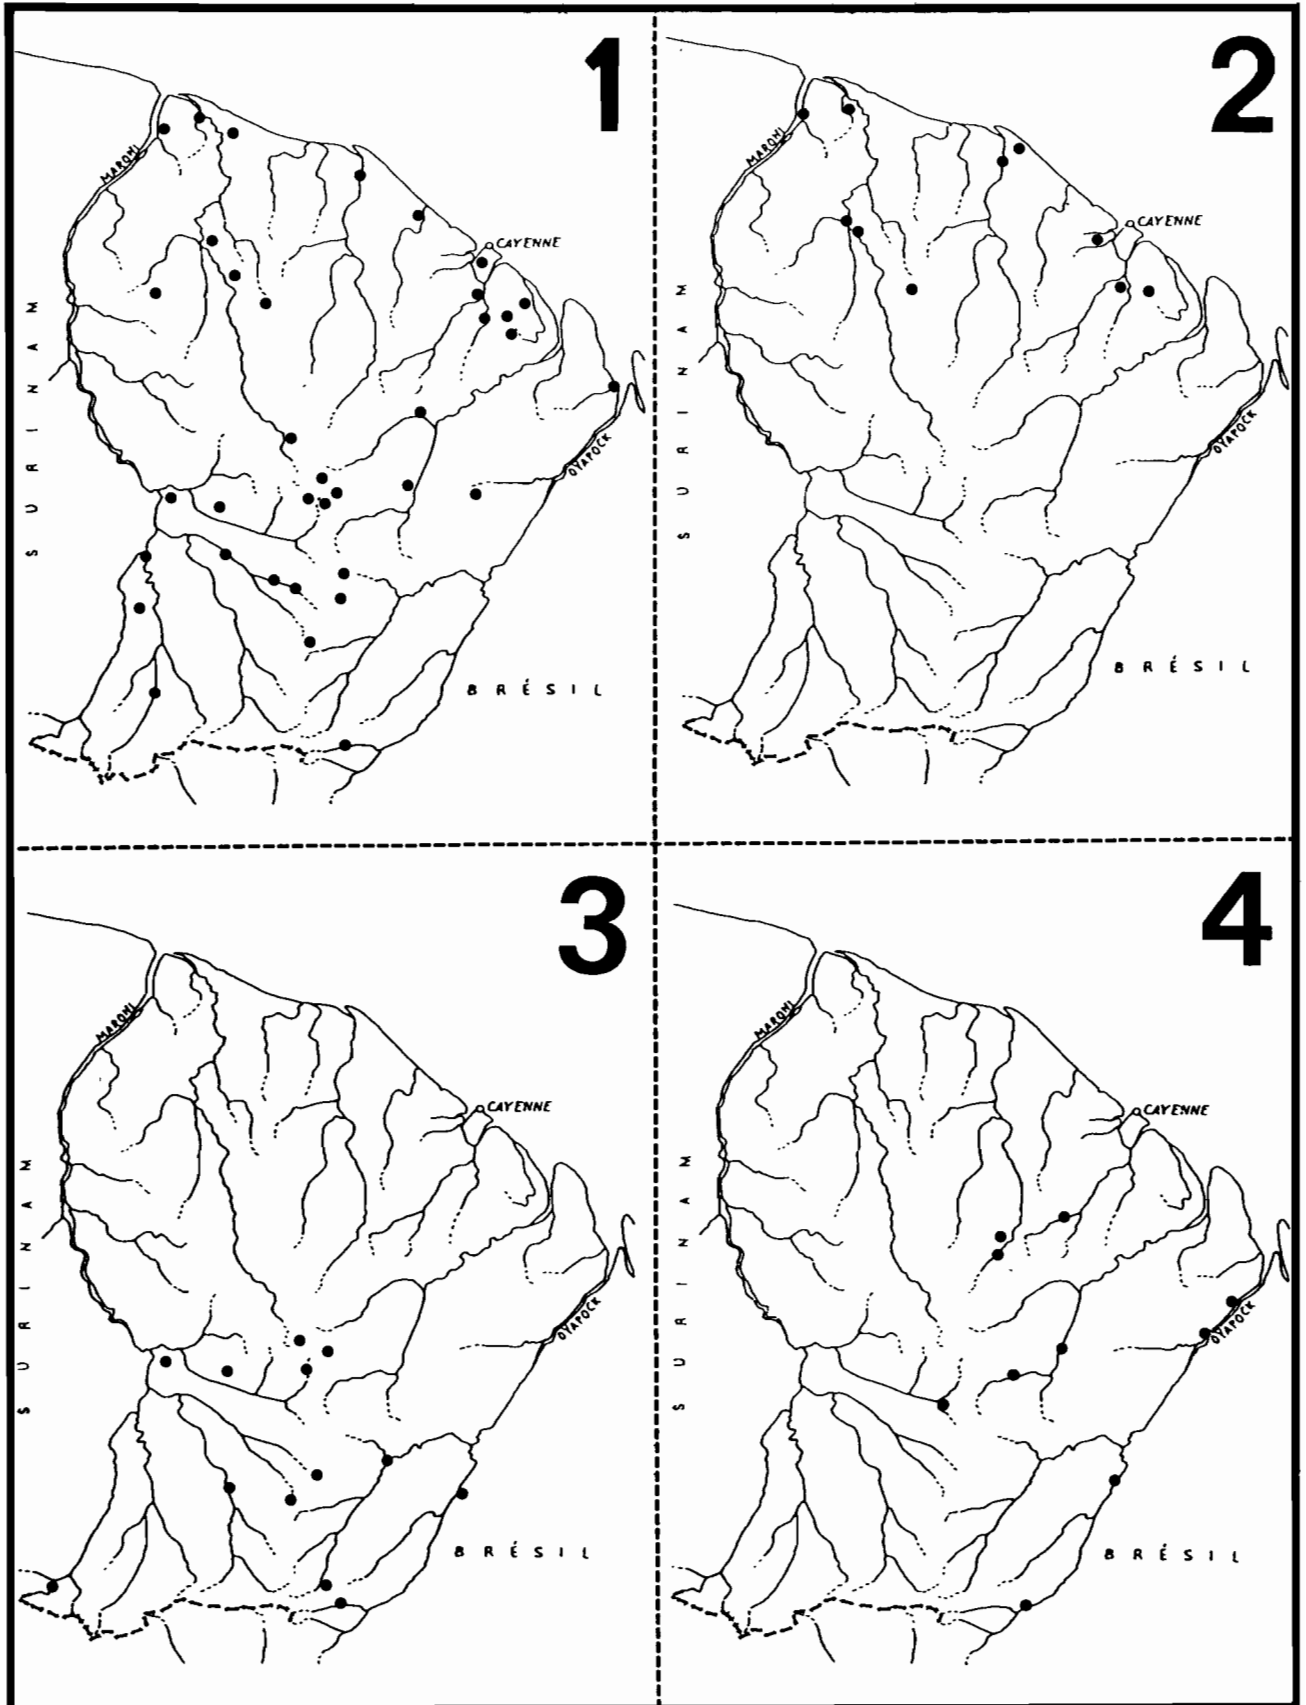 1
MARONI
CAYENNE
SURINAM
OYAPOCK
BRÉSIL
2
MARONI
CAYENNE
SURINAM
OYAPOCK
BRÉSIL
3
MARONI
CAYENNE
SURINAM
OYAPOCK
BRÉSIL
4
MARONI
CAYENNE
SURINAM
OYAPOCK
BRÉSIL